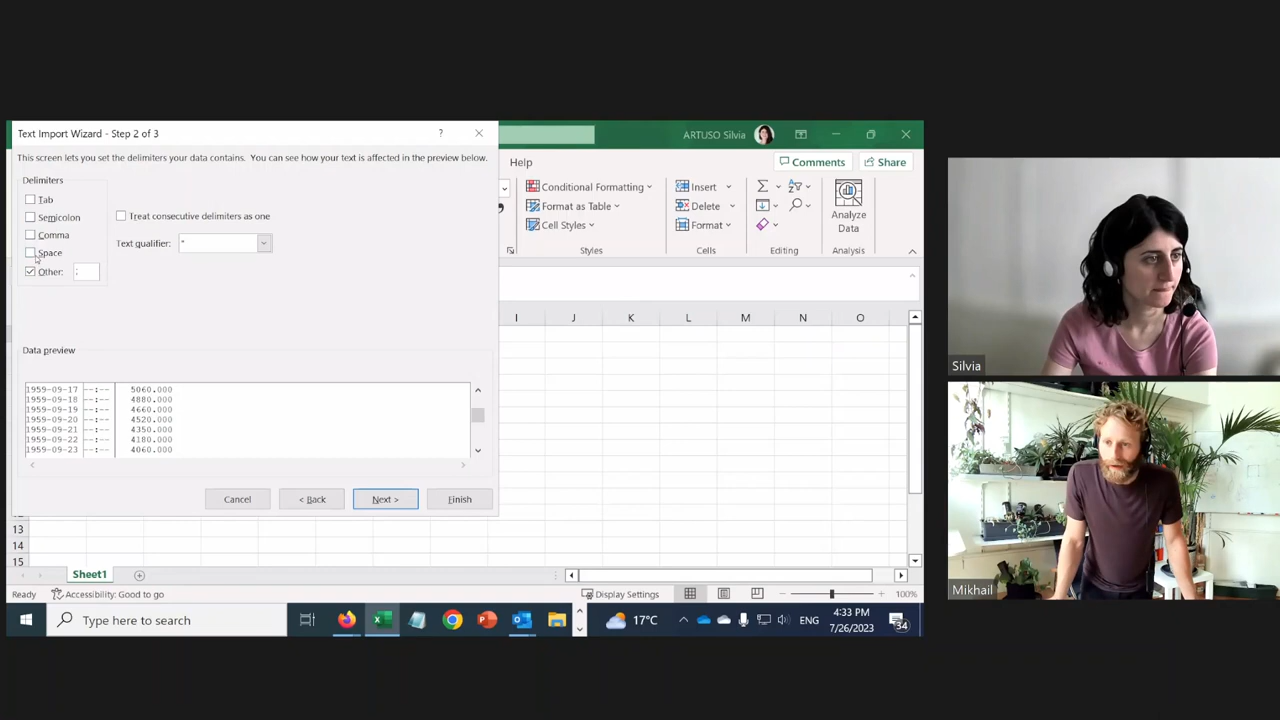 Text Import Wizard - Step 2 of 3
?
This screen lets you set the delimiters your data contains. You can see how your text is affected in the preview below.
Delimiters
Tab
Semicolon
Comma
Space
Other: ;
Treat consecutive delimiters as one
Text qualifier: "
Data preview
1959-09-17 --:-- 5060.000
1959-09-18 --:-- 4880.000
1959-09-19 --:-- 4660.000
1959-09-20 --:-- 4520.000
1959-09-21 --:-- 4350.000
1959-09-22 --:-- 4180.000
1959-09-23 --:-- 4060.000
Cancel
< Back
Next >
Finish
ARTUSO Silvia
Help
Comments
Share
Conditional Formatting
Format as Table
Cell Styles
Styles
Insert
Delete
Format
Cells
Editing
Analyze
Data
Analysis
I J K L M N O
13
14
15
Sheet1
Ready
Accessibility: Good to go
Display Settings
100%
Type here to search
17°C
ENG
4:33 PM
7/26/2023
34
Silvia
Mikhail